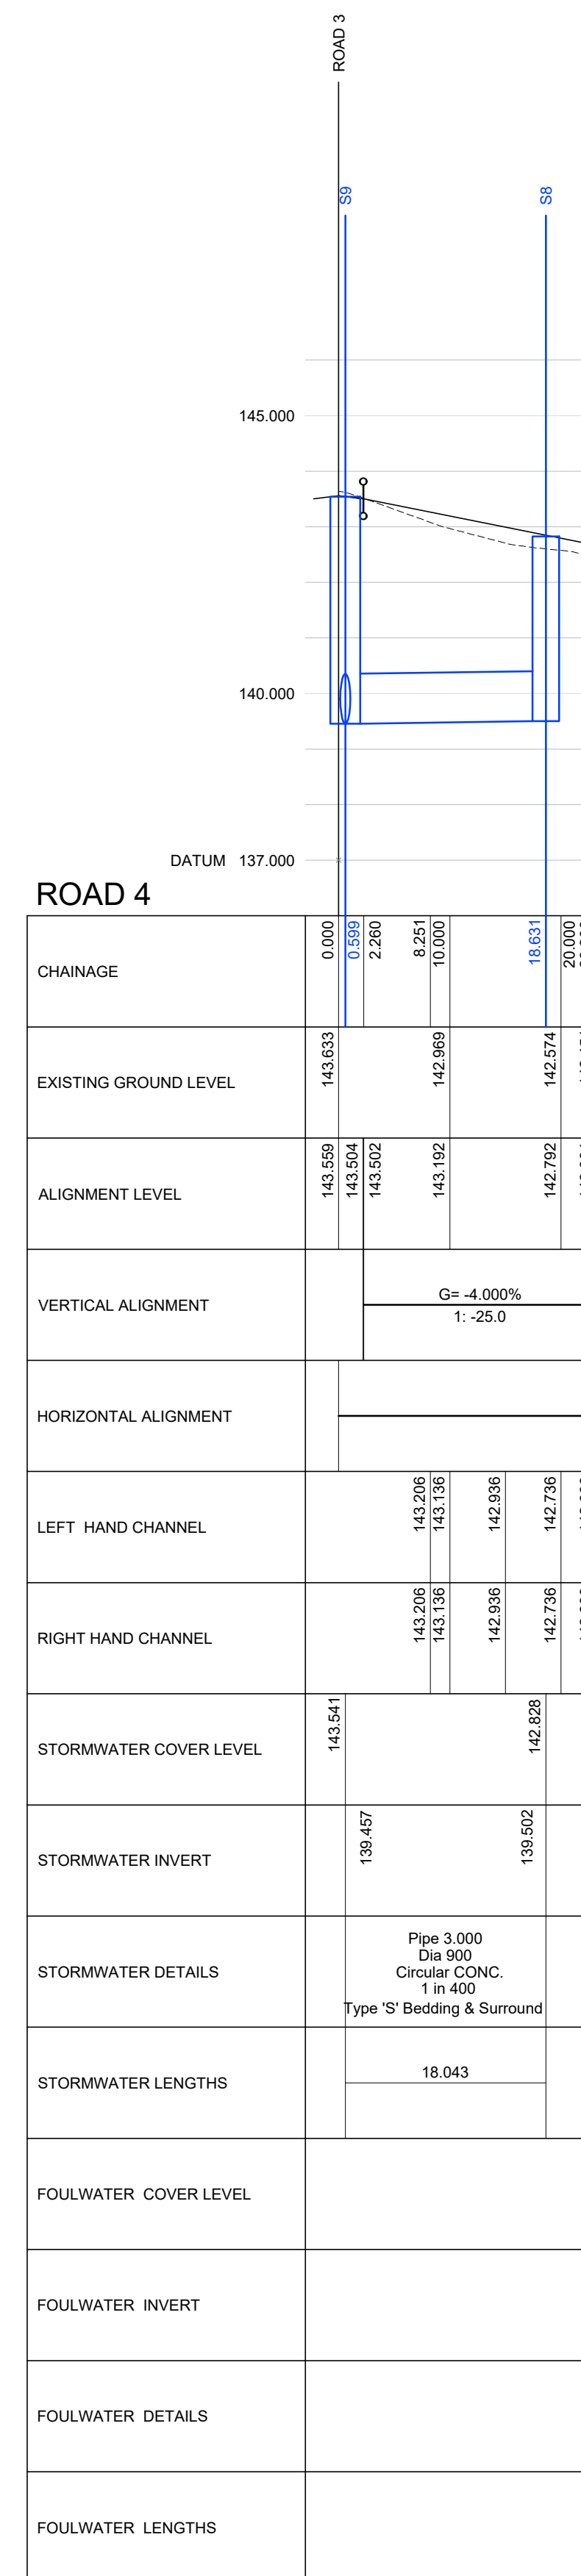 ROAD 3
S9
S8
145.000
140.000
DATUM 137.000
ROAD 4
CHAINAGE
0.000
0.599
2.260
8.251
10.000
18.631
20.000
EXISTING GROUND LEVEL
143.633
142.969
142.574
ALIGNMENT LEVEL
143.559
143.504
143.502
143.192
142.792
VERTICAL ALIGNMENT
G= -4.000%
1: -25.0
HORIZONTAL ALIGNMENT
LEFT HAND CHANNEL
143.206
143.136
142.936
142.736
RIGHT HAND CHANNEL
143.206
143.136
142.936
142.736
STORMWATER COVER LEVEL
143.541
142.828
STORMWATER INVERT
139.457
139.502
STORMWATER DETAILS
Pipe 3.000
Dia 900
Circular CONC.
1 in 400
Type 'S' Bedding & Surround
STORMWATER LENGTHS
18.043
FOULWATER COVER LEVEL
FOULWATER INVERT
FOULWATER DETAILS
FOULWATER LENGTHS